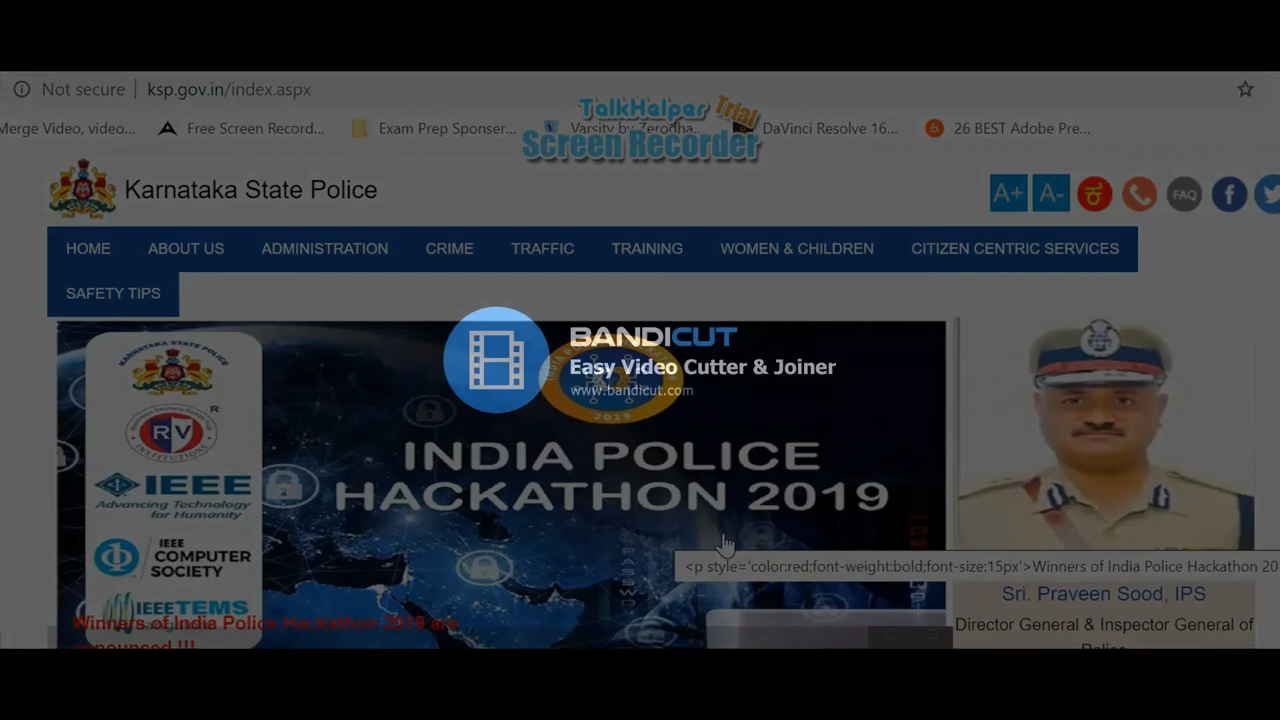 Not secure | ksp.gov.in/index.aspx
TalkHelper Trial
Screen Recorder
Merge Video, video... Free Screen Record... Exam Prep Sponser... Varsity by Zerodha... DaVinci Resolve 16... 26 BEST Adobe Pre...
Karnataka State Police
A+ A- ಕ FAQ f
HOME ABOUT US ADMINISTRATION CRIME TRAFFIC TRAINING WOMEN & CHILDREN CITIZEN CENTRIC SERVICES
SAFETY TIPS
BANDICUT
Easy Video Cutter & Joiner
www.bandicut.com
KARNATAKA STATE POLICE
RV
R
INSTITUTIONS
IEEE
Advancing Technology
for Humanity
IEEE
COMPUTER
SOCIETY
IEEE TEMS
2019
INDIA POLICE
HACKATHON 2019
<p style='color:red;font-weight:bold;font-size:15px'>Winners of India Police Hackathon 20
Winners of India Police Hackathon 2019 are
announced !!!
Sri. Praveen Sood, IPS
Director General & Inspector General of
Police